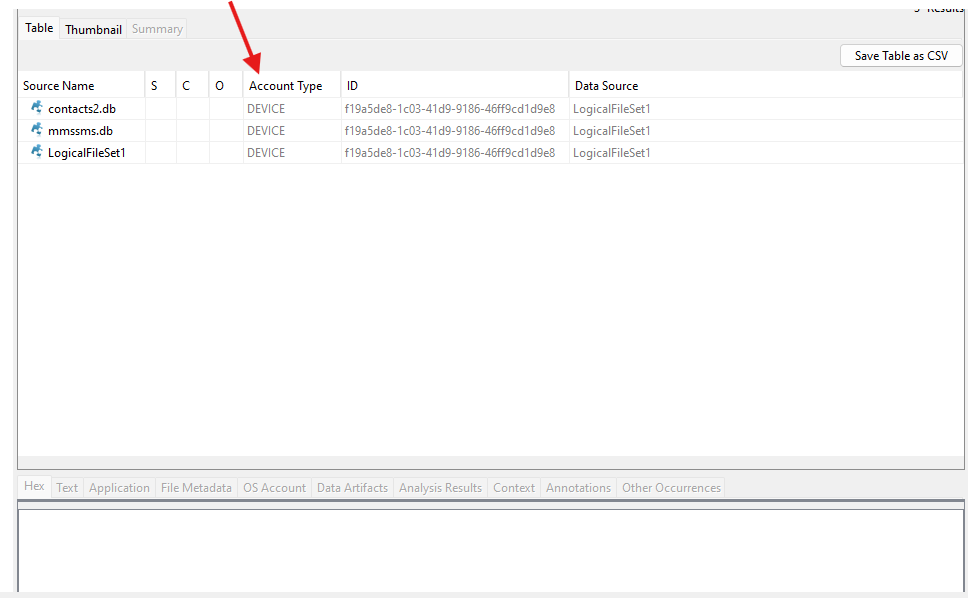 Results
Table Thumbnail Summary
Save Table as CSV
Source Name S C O Account Type ID Data Source
contacts2.db DEVICE f19a5de8-1c03-41d9-9186-46ff9cd1d9e8 LogicalFileSet1
mmssms.db DEVICE f19a5de8-1c03-41d9-9186-46ff9cd1d9e8 LogicalFileSet1
LogicalFileSet1 DEVICE f19a5de8-1c03-41d9-9186-46ff9cd1d9e8 LogicalFileSet1
Hex Text Application File Metadata OS Account Data Artifacts Analysis Results Context Annotations Other Occurrences